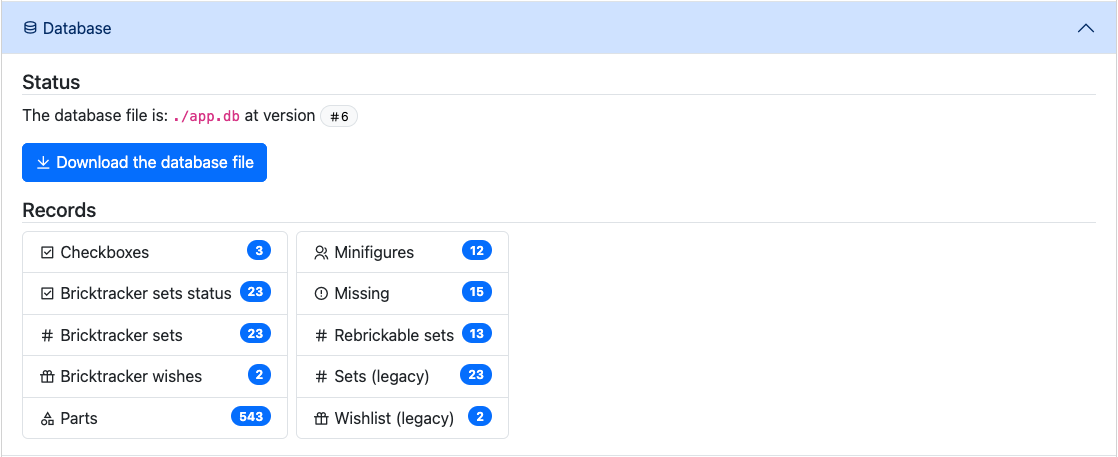 Database
Status
The database file is: ./app.db at version #6
Download the database file
Records
Checkboxes 3
Bricktracker sets status 23
# Bricktracker sets 23
Bricktracker wishes 2
Parts 543
Minifigures 12
Missing 15
# Rebrickable sets 13
# Sets (legacy) 23
Wishlist (legacy) 2